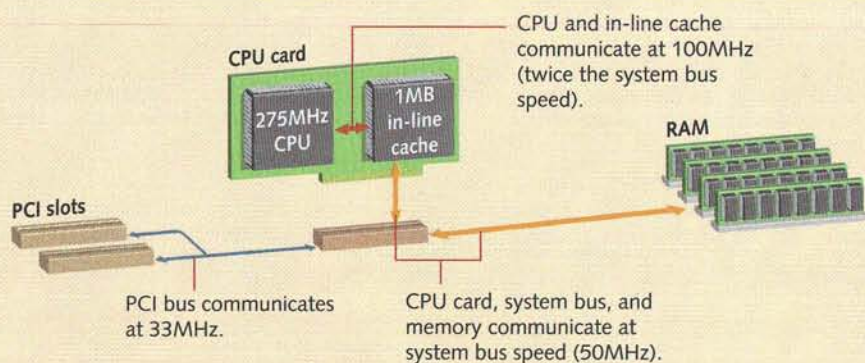 CPU and in-line cache
communicate at 100MHz
(twice the system bus
speed).
CPU card
275MHz
CPU
1MB
in-line
cache
RAM
PCI slots
PCI bus communicates
at 33MHz.
CPU card, system bus, and
memory communicate at
system bus speed (50MHz).